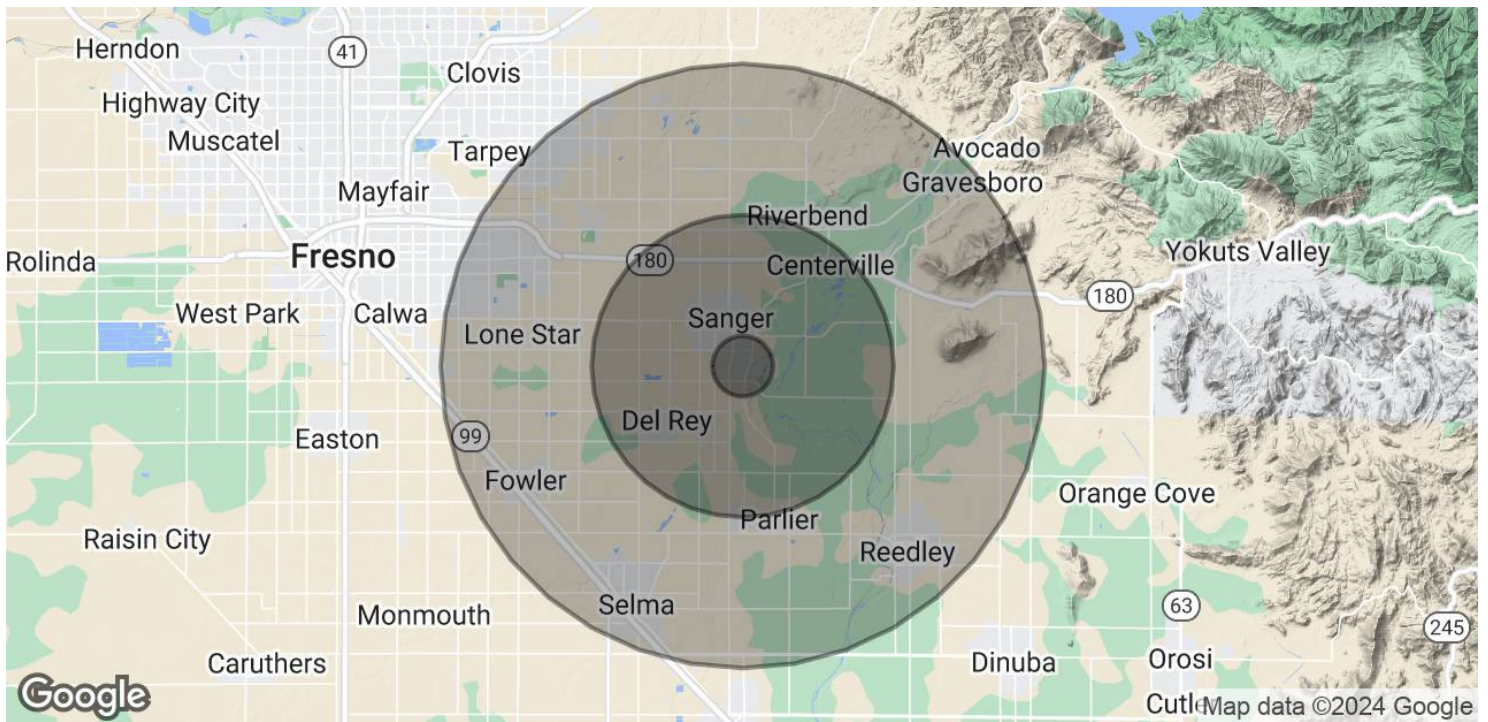 Herndon
41
Clovis
Highway City
Muscatel
Tarpey
Avocado
Mayfair
Gravesboro
Riverbend
Rolinda
Fresno
180
Centerville
Yokuts Valley
180
West Park
Calwa
Sanger
Lone Star
Del Rey
Easton
99
Fowler
Orange Cove
Parlier
Raisin City
Reedley
Selma
Monmouth
63
245
Caruthers
Dinuba
Orosi
Google
Cutle
Map data ©2024 Google